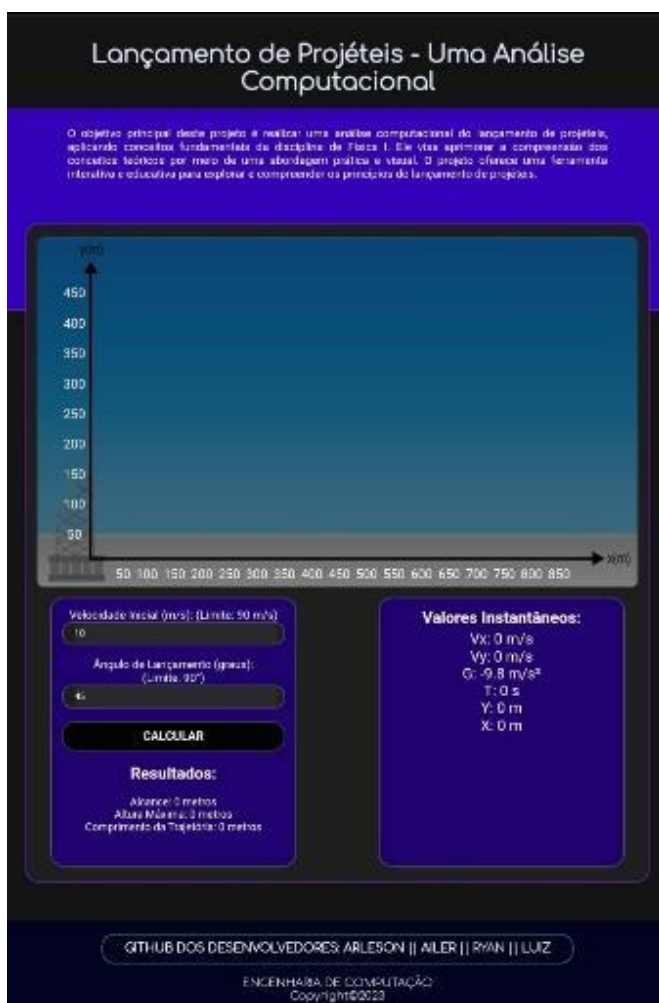 Lançamento de Projéteis - Uma Análise
Computacional
O objetivo principal deste projeto é realizar uma análise computacional do lançamento de projéteis,
aplicando conceitos fundamentais da disciplina de Física I. Ele visa aprimorar a compreensão dos
conceitos teóricos por meio de uma abordagem prática e visual. O projeto oferece uma ferramenta
interativa e educativa para explorar e compreender os princípios do lançamento de projéteis.
y(m)
450
400
350
300
250
200
150
100
50
x(m)
50 100 150 200 250 300 350 400 450 500 550 600 650 700 750 800 850
Velocidade Inicial (m/s): (Limite: 90 m/s)
10
Ângulo de Lançamento (graus):
(Limite: 90°)
45
CALCULAR
Resultados:
Alcance: 0 metros
Altura Máxima: 0 metros
Comprimento da Trajetória: 0 metros
Valores Instantâneos:
Vx: 0 m/s
Vy: 0 m/s
G: -9.8 m/s²
T: 0 s
Y: 0 m
X: 0 m
GITHUB DOS DESENVOLVEDORES: ARLESON || AILER || RYAN || LUIZ
ENGENHARIA DE COMPUTAÇÃO
Copyright©2023